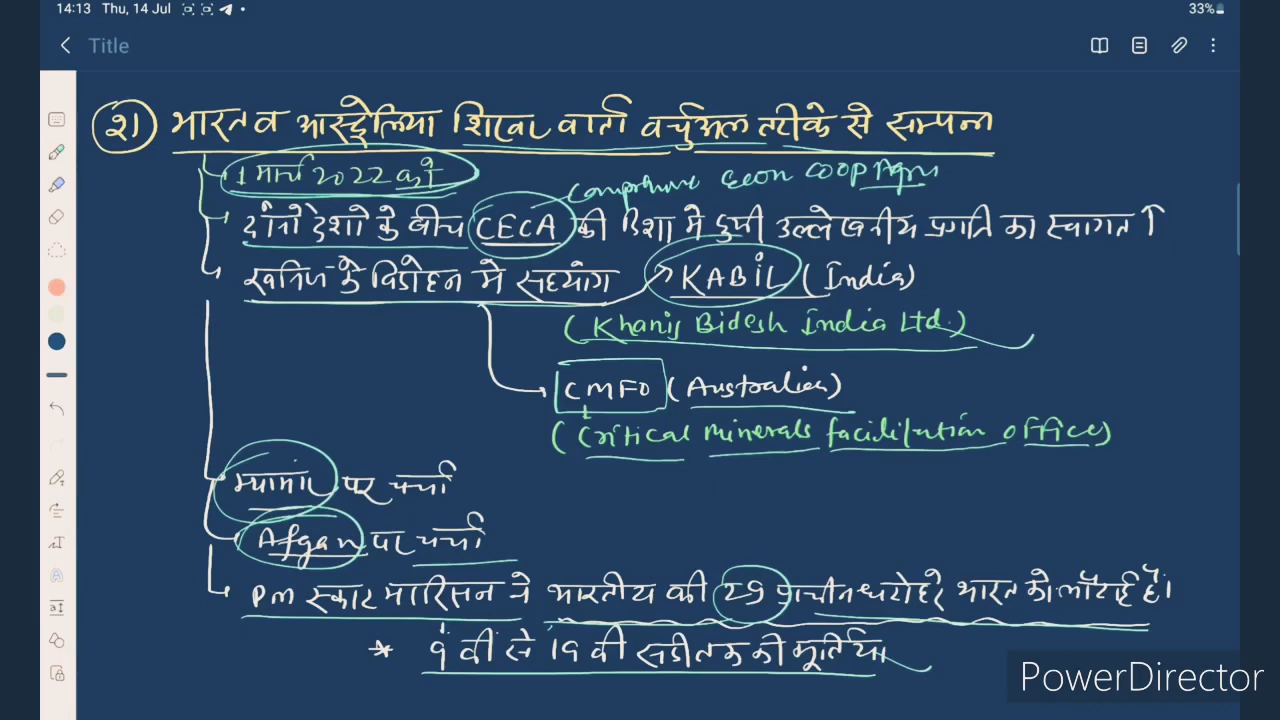 14:13 Thu, 14 Jul
33%
Title
21) भारत व आस्ट्रेलिया शिखर वार्ता वर्चुअल तरीके से सम्पन्न
1 मार्च 2022 को
Comprehensive Econ Coop Agrm
दोनो देशो के बीच CECA की दिशा मे हुयी उल्लेखनीय प्रगति का स्वागत
खनिज के विदोहन मे सहयोग → KABIL (India)
(Khanij Bidesh India Ltd.)
CMFO (Australia)
(Critical minerals facilitation office)
म्यांमार पर चर्चा
Afgan पर चर्चा
PM स्काट मारिसन ने भारतीय की 29 प्राचीन धरोहरे भारत को लौटाई है।
* 9 वी से 19 वी सदी तक की मूर्तिया
PowerDirector